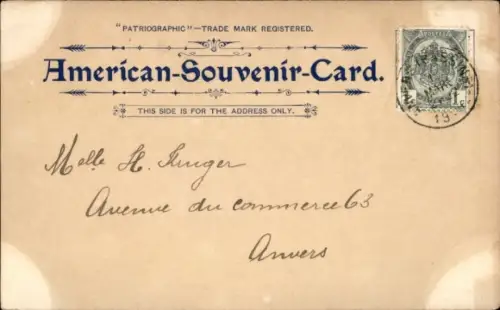 "PATRIOGRAPHIC"—TRADE MARK REGISTERED.
American-Souvenir-Card.
THIS SIDE IS FOR THE ADDRESS ONLY.
Melle H. Kruger
Avenue du commerce 63
Anvers